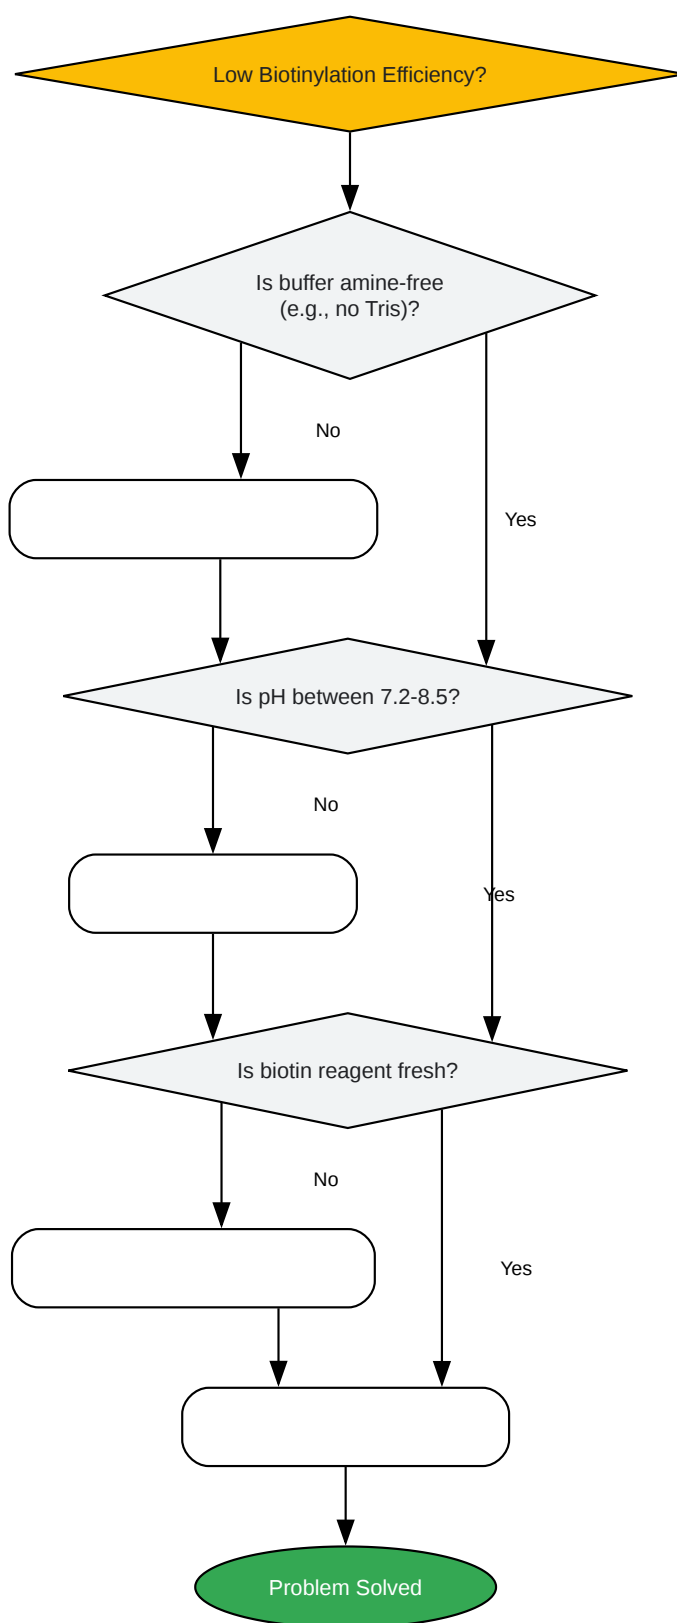 Low Biotinylation Efficiency?
Is buffer amine-free
(e.g., no Tris)?
No
Yes
Is pH between 7.2-8.5?
No
Yes
Is biotin reagent fresh?
No
Yes
Problem Solved